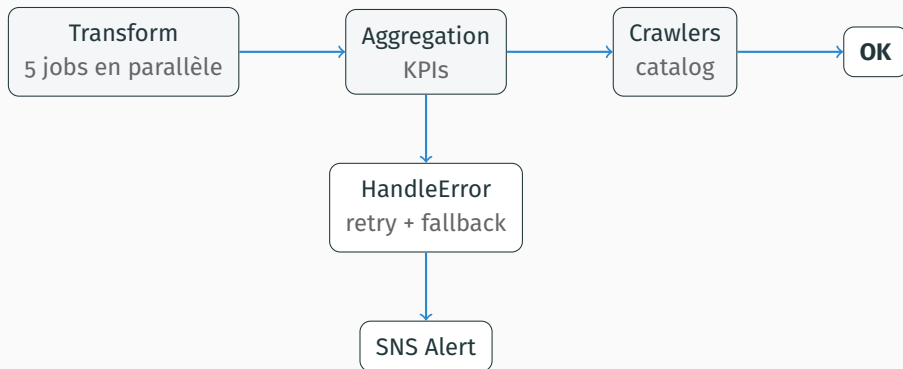 Transform
5 jobs en parallèle
Aggregation
KPIs
Crawlers
catalog
OK
HandleError
retry + fallback
SNS Alert